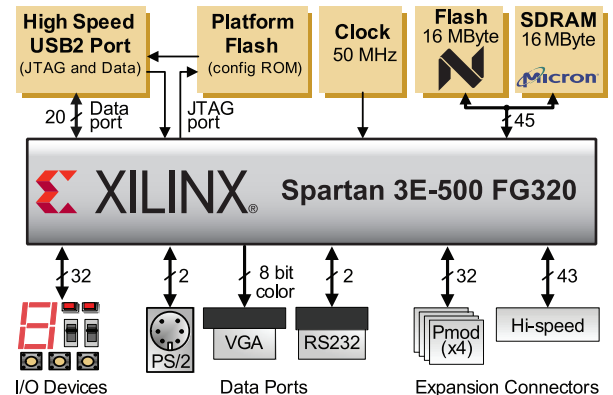 High Speed
USB2 Port
(JTAG and Data)
Platform
Flash
(config ROM)
Clock
50 MHz
Flash
16 MByte
SDRAM
16 MByte
Micron
20
Data
port
JTAG
port
45
XILINX®
Spartan 3E-500 FG320
32
2
8 bit
color
2
32
43
PS/2
VGA
RS232
Pmod
(x4)
Hi-speed
I/O Devices
Data Ports
Expansion Connectors